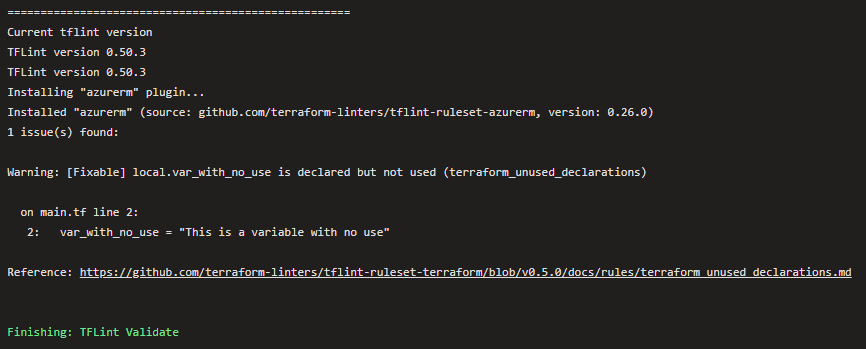 ====================================================
Current tflint version
TFLint version 0.50.3
TFLint version 0.50.3
Installing "azurerm" plugin...
Installed "azurerm" (source: github.com/terraform-linters/tflint-ruleset-azurerm, version: 0.26.0)
1 issue(s) found:
Warning: [Fixable] local.var_with_no_use is declared but not used (terraform_unused_declarations)
on main.tf line 2:
2: var_with_no_use = "This is a variable with no use"
Reference: https://github.com/terraform-linters/tflint-ruleset-terraform/blob/v0.5.0/docs/rules/terraform_unused_declarations.md
Finishing: TFLint Validate